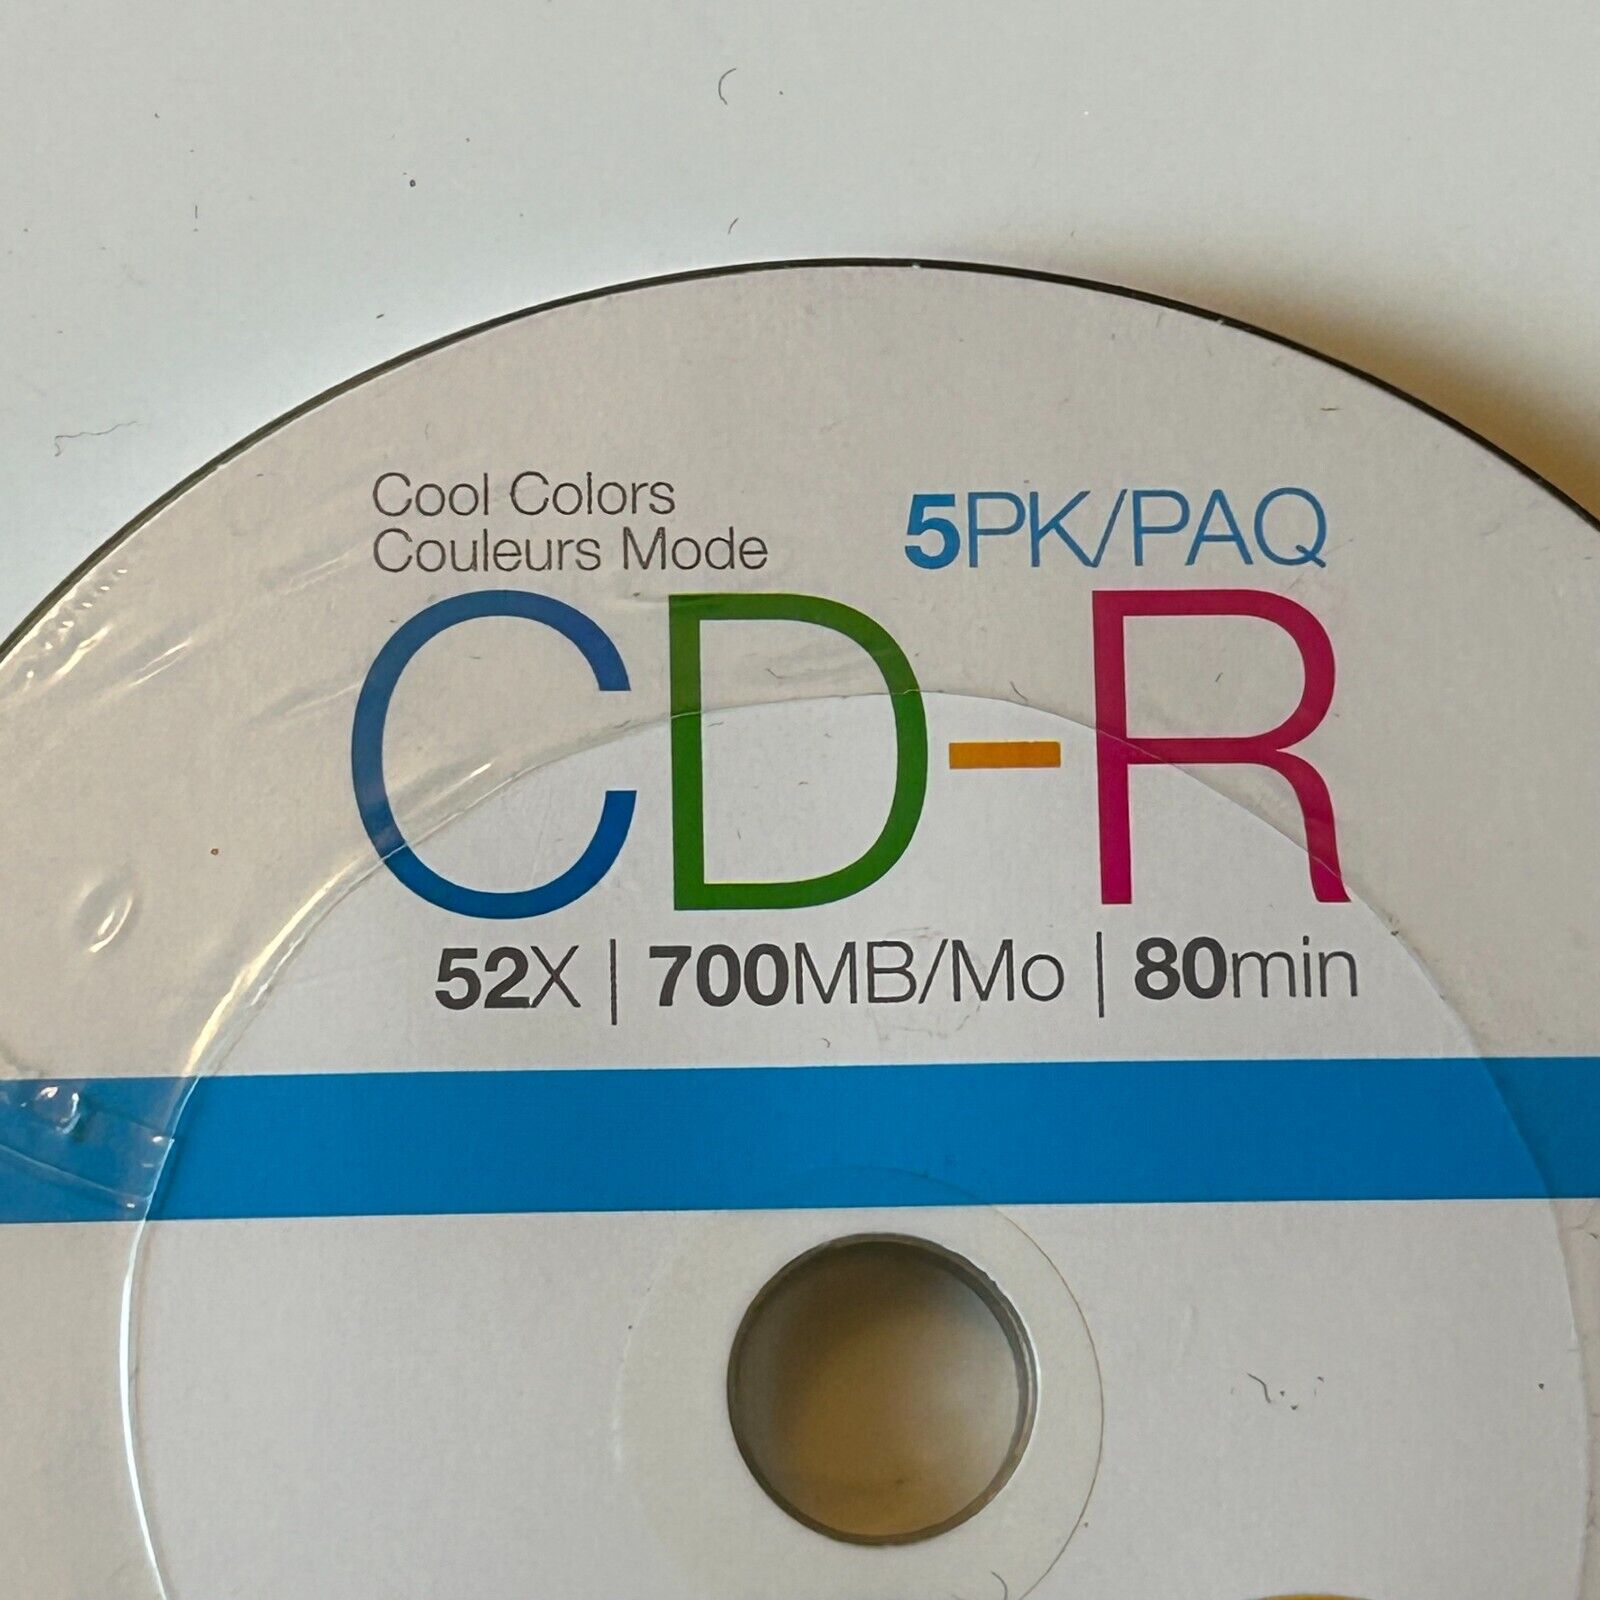 Cool Colors
Couleurs Mode
5PK/PAQ
CD-R
52X | 700MB/Mo | 80min